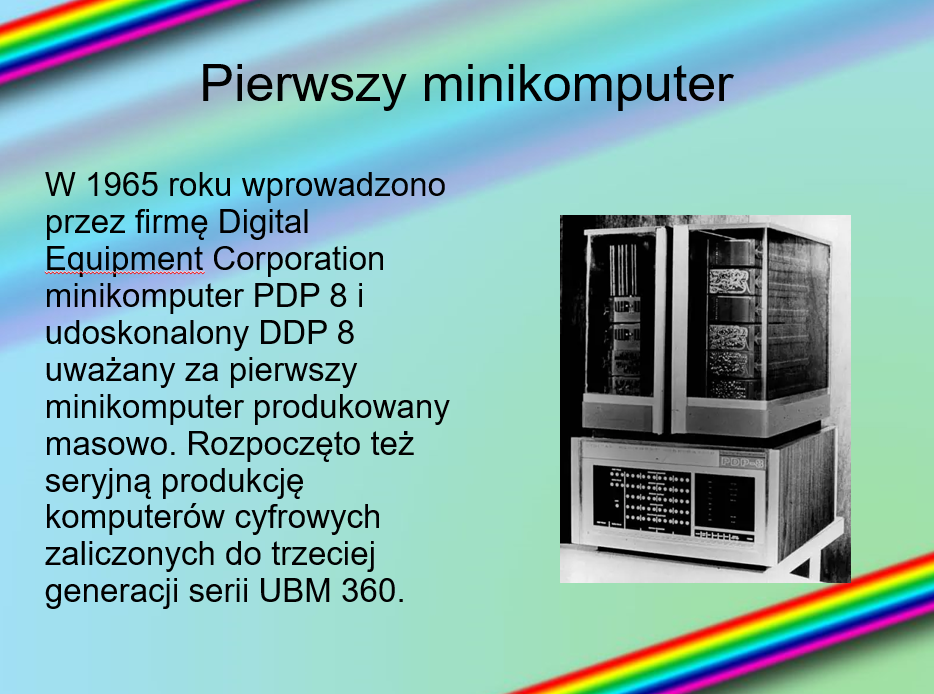 Pierwszy minikomputer
W 1965 roku wprowadzono
przez firmę Digital
Equipment Corporation
minikomputer PDP 8 i
udoskonalony DDP 8
uważany za pierwszy
minikomputer produkowany
masowo. Rozpoczęto też
seryjną produkcję
komputerów cyfrowych
zaliczonych do trzeciej
generacji serii UBM 360.